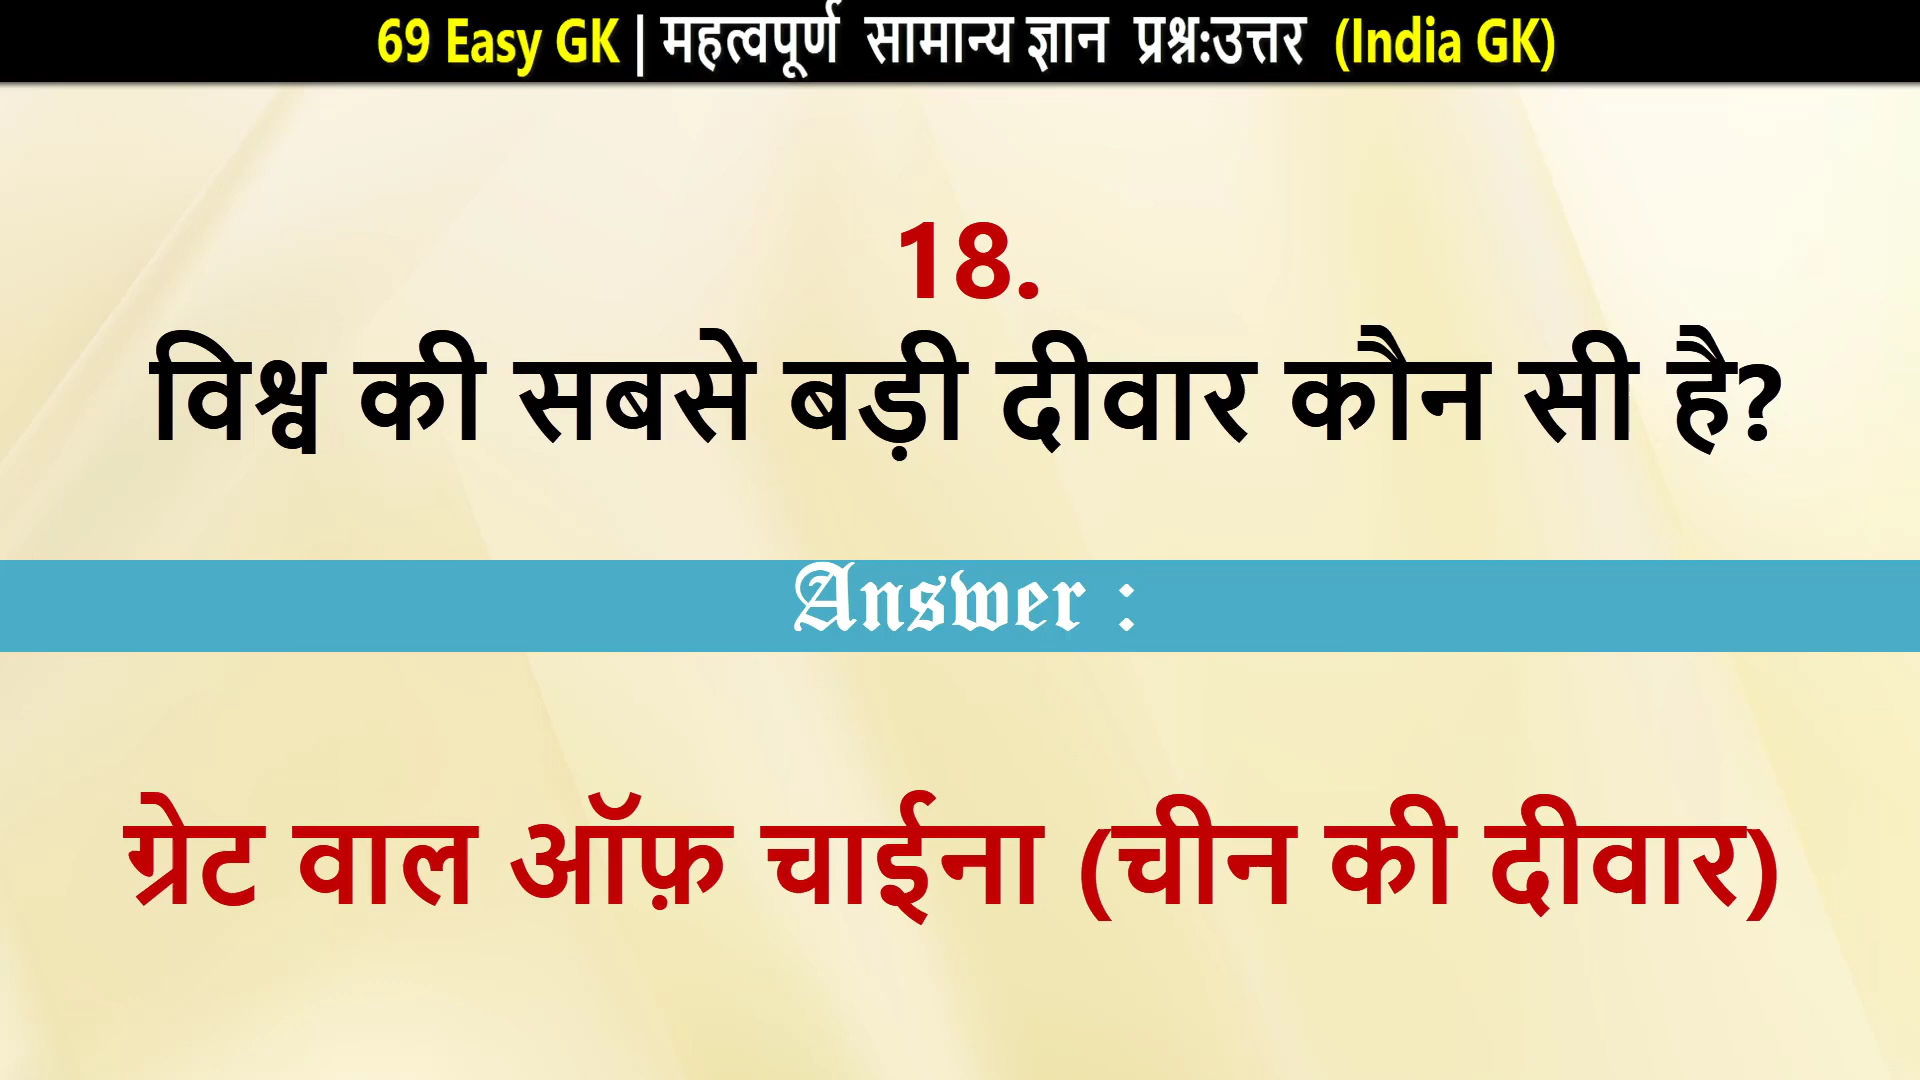 69 Easy GK | महत्वपूर्ण सामान्य ज्ञान प्रश्न:उत्तर (India GK)
18.
विश्व की सबसे बड़ी दीवार कौन सी है?
Answer :
ग्रेट वाल ऑफ़ चाईना (चीन की दीवार)